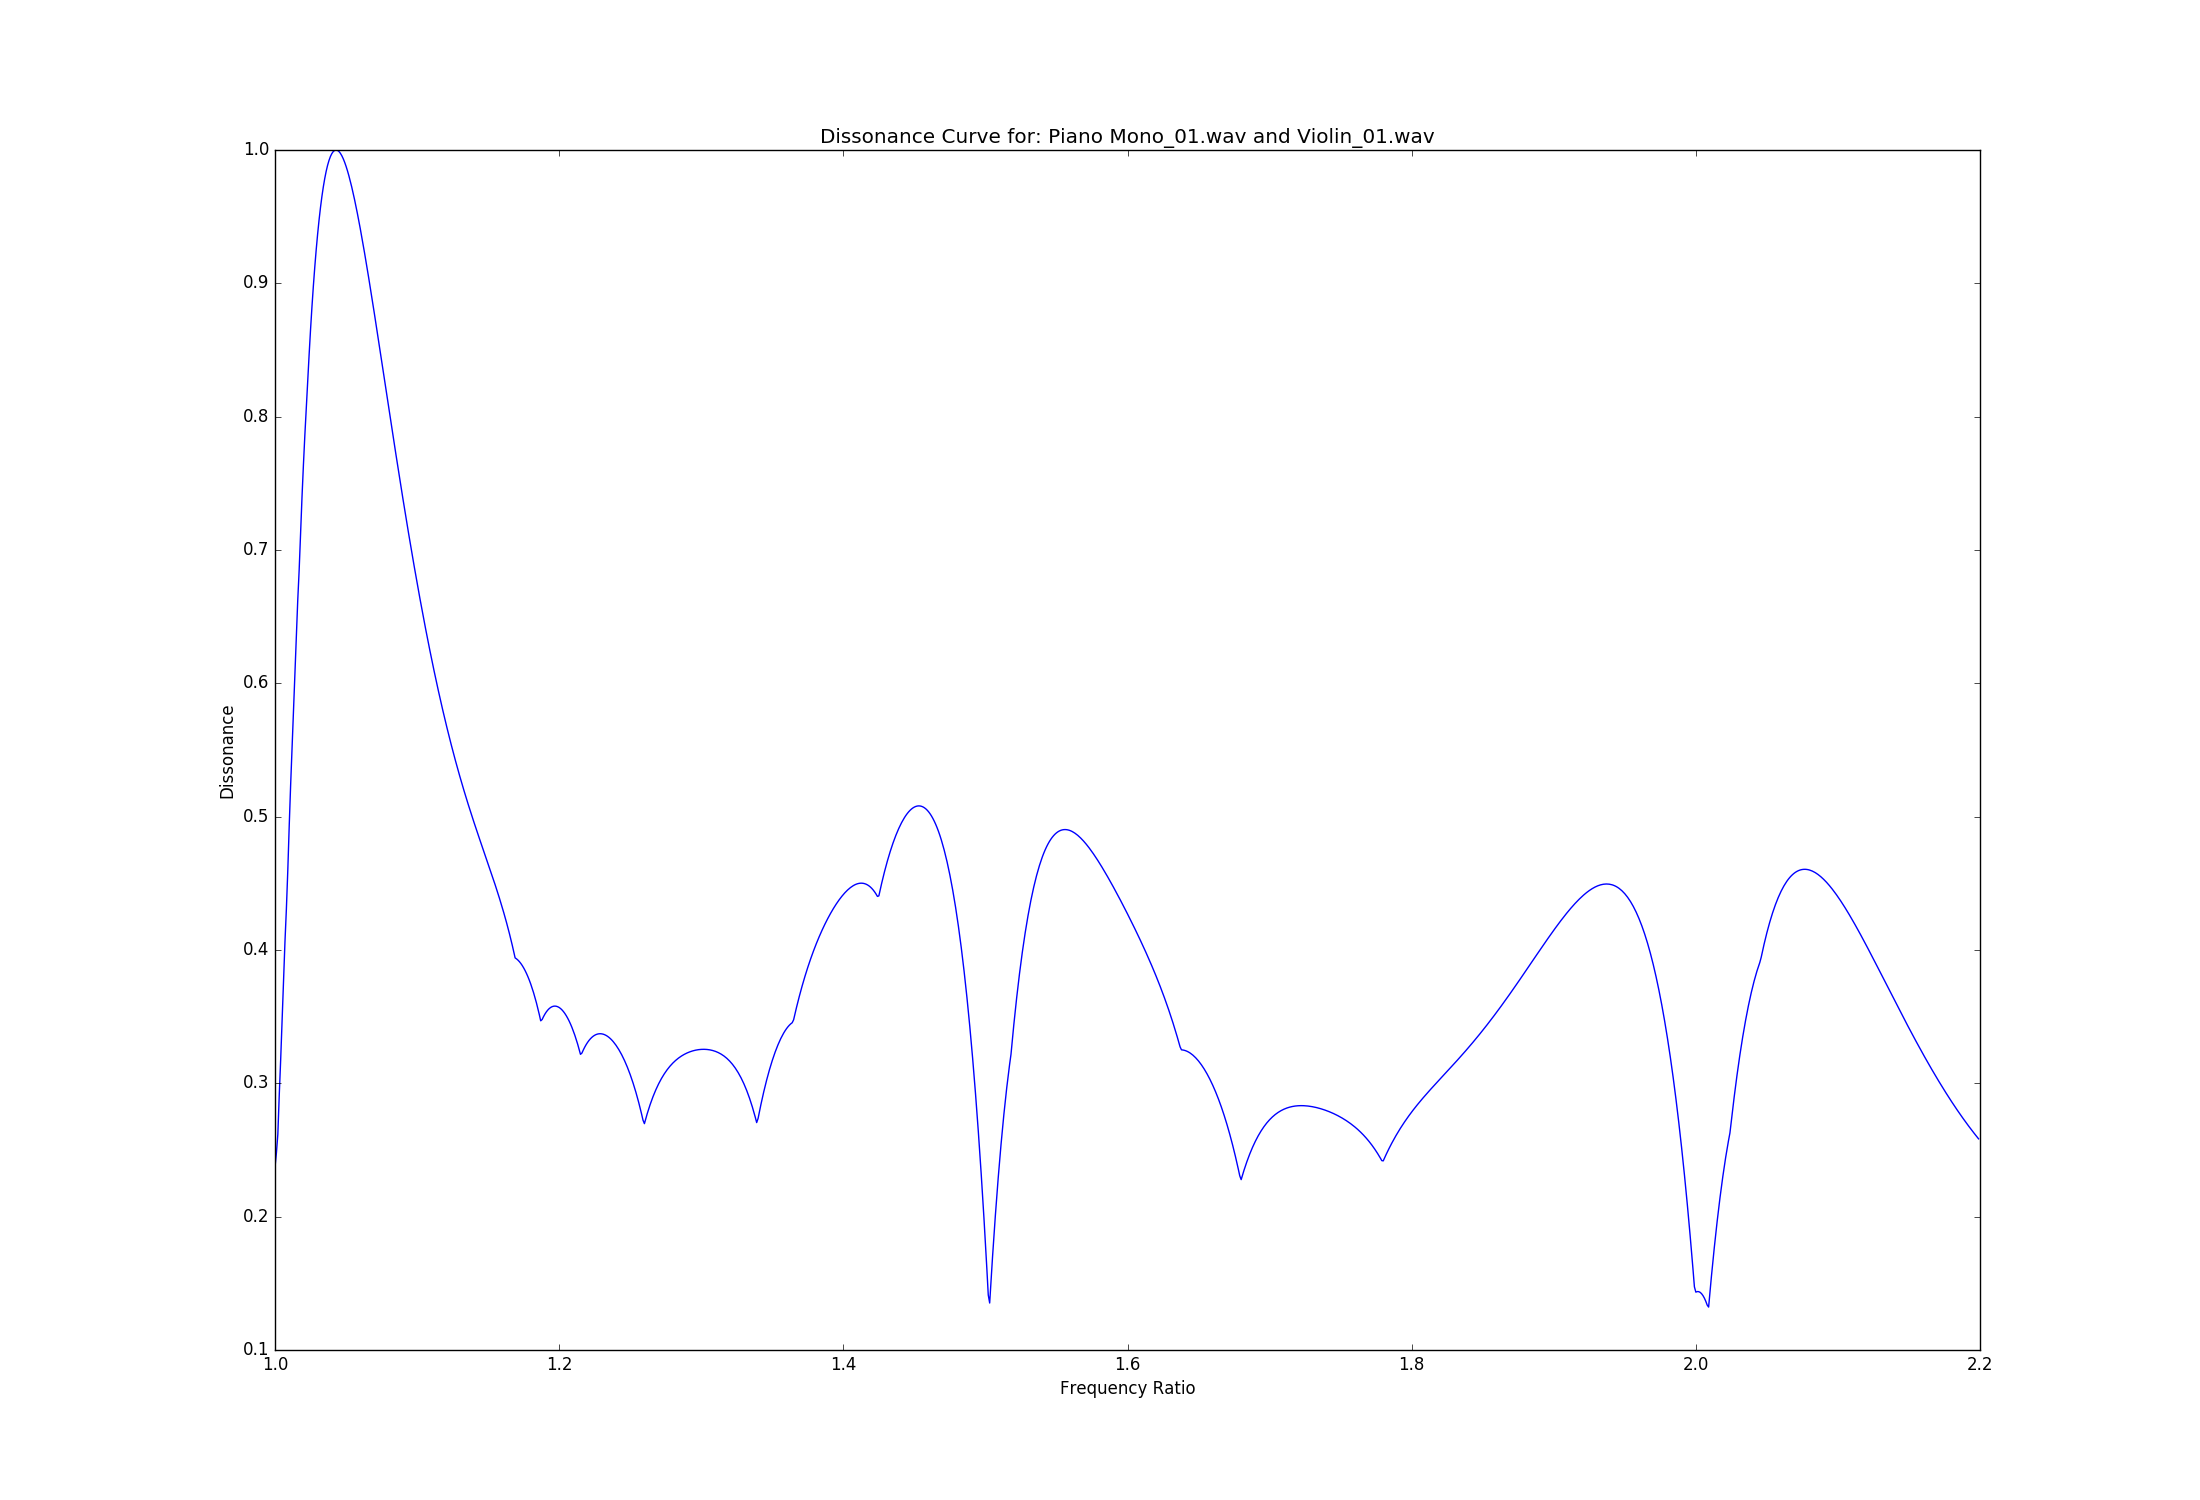 Dissonance Curve for: Piano Mono_01.wav and Violin_01.wav
1.0
0.9
0.8
0.7
0.6
0.5
0.4
0.3
0.2
0.1
Dissonance
1.0 1.2 1.4 1.6 1.8 2.0 2.2
Frequency Ratio